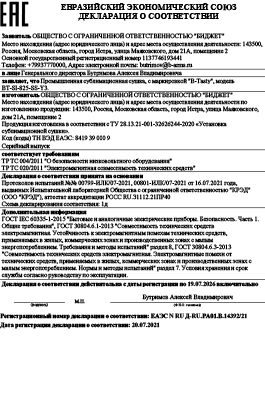 ЕАС
ЕВРАЗИЙСКИЙ ЭКОНОМИЧЕСКИЙ СОЮЗ
ДЕКЛАРАЦИЯ О СООТВЕТСТВИИ
Заявитель ОБЩЕСТВО С ОГРАНИЧЕННОЙ ОТВЕТСТВЕННОСТЬЮ "БИДЖЕТ"
Место нахождения (адрес юридического лица) и адрес места осуществления деятельности: 143500,
Россия, Московская область, город Истра, улица Маяковского, дом 21А, помещение 2
Основной государственный регистрационный номер 1137746193441
Телефон: +79937770000, Адрес электронной почты:
в лице Генерального директора Бутримова Алексея Владимировича
заявляет, что Промышленная сублимационная сушка, с маркировкой "B-Tasty", модель
BT-SI-825-SS-Y3.
изготовитель ОБЩЕСТВО С ОГРАНИЧЕННОЙ ОТВЕТСТВЕННОСТЬЮ "БИДЖЕТ"
Место нахождения (адрес юридического лица) и адрес места осуществления деятельности по
изготовлению продукции: 143500, Россия, Московская область, город Истра, улица Маяковского,
дом 21А, помещение 2
Продукция изготовлена в соответствии с ТУ 28.13.21-001-32626244-2020 «Установка
сублимационной сушки».
Код (коды) ТН ВЭД ЕАЭС: 8419 39 000 9
Серийный выпуск
соответствует требованиям
ТР ТС 004/2011 "О безопасности низковольтного оборудования"
ТР ТС 020/2011 "Электромагнитная совместимость технических средств"
Декларация о соответствии принята на основании
Протоколов испытаний №№ 00780-ИЛК/07-2021, 00801-ИЛК/07-2021 от 16.07.2021 года,
выданных Испытательной лабораторией Общества с ограниченной ответственностью "КРЭД"
(ООО "КРЭД"), аттестат аккредитации РОСС RU.31112.21ПР40
Схема декларирования соответствия: 1д
Дополнительная информация
ГОСТ IEC 60335-1-2015 "Бытовые и аналогичные электрические приборы. Безопасность. Часть 1.
Общие требования", ГОСТ 30804.6.1-2013 "Совместимость технических средств
электромагнитная. Устойчивость к электромагнитным помехам технических средств,
применяемых в жилых, коммерческих зонах и производственных зонах с малым
энергопотреблением. Требования и методы испытаний" раздел 8, ГОСТ 30804.6.3-2013
"Совместимость технических средств электромагнитная. Электромагнитные помехи от
технических средств, применяемых в жилых, коммерческих зонах и производственных зонах с
малым энергопотреблением. Нормы и методы испытаний" раздел 7. Условия хранения и срок
службы согласно руководству по эксплуатации.
Декларация о соответствии действительна с даты регистрации по 19.07.2026 включительно
Бутримов Алексей Владимирович
(подпись)
М.П.
(Ф.И.О. заявителя)
Регистрационный номер декларации о соответствии: ЕАЭС N RU Д-RU.РА01.В.14392/21
Дата регистрации декларации о соответствии: 20.07.2021